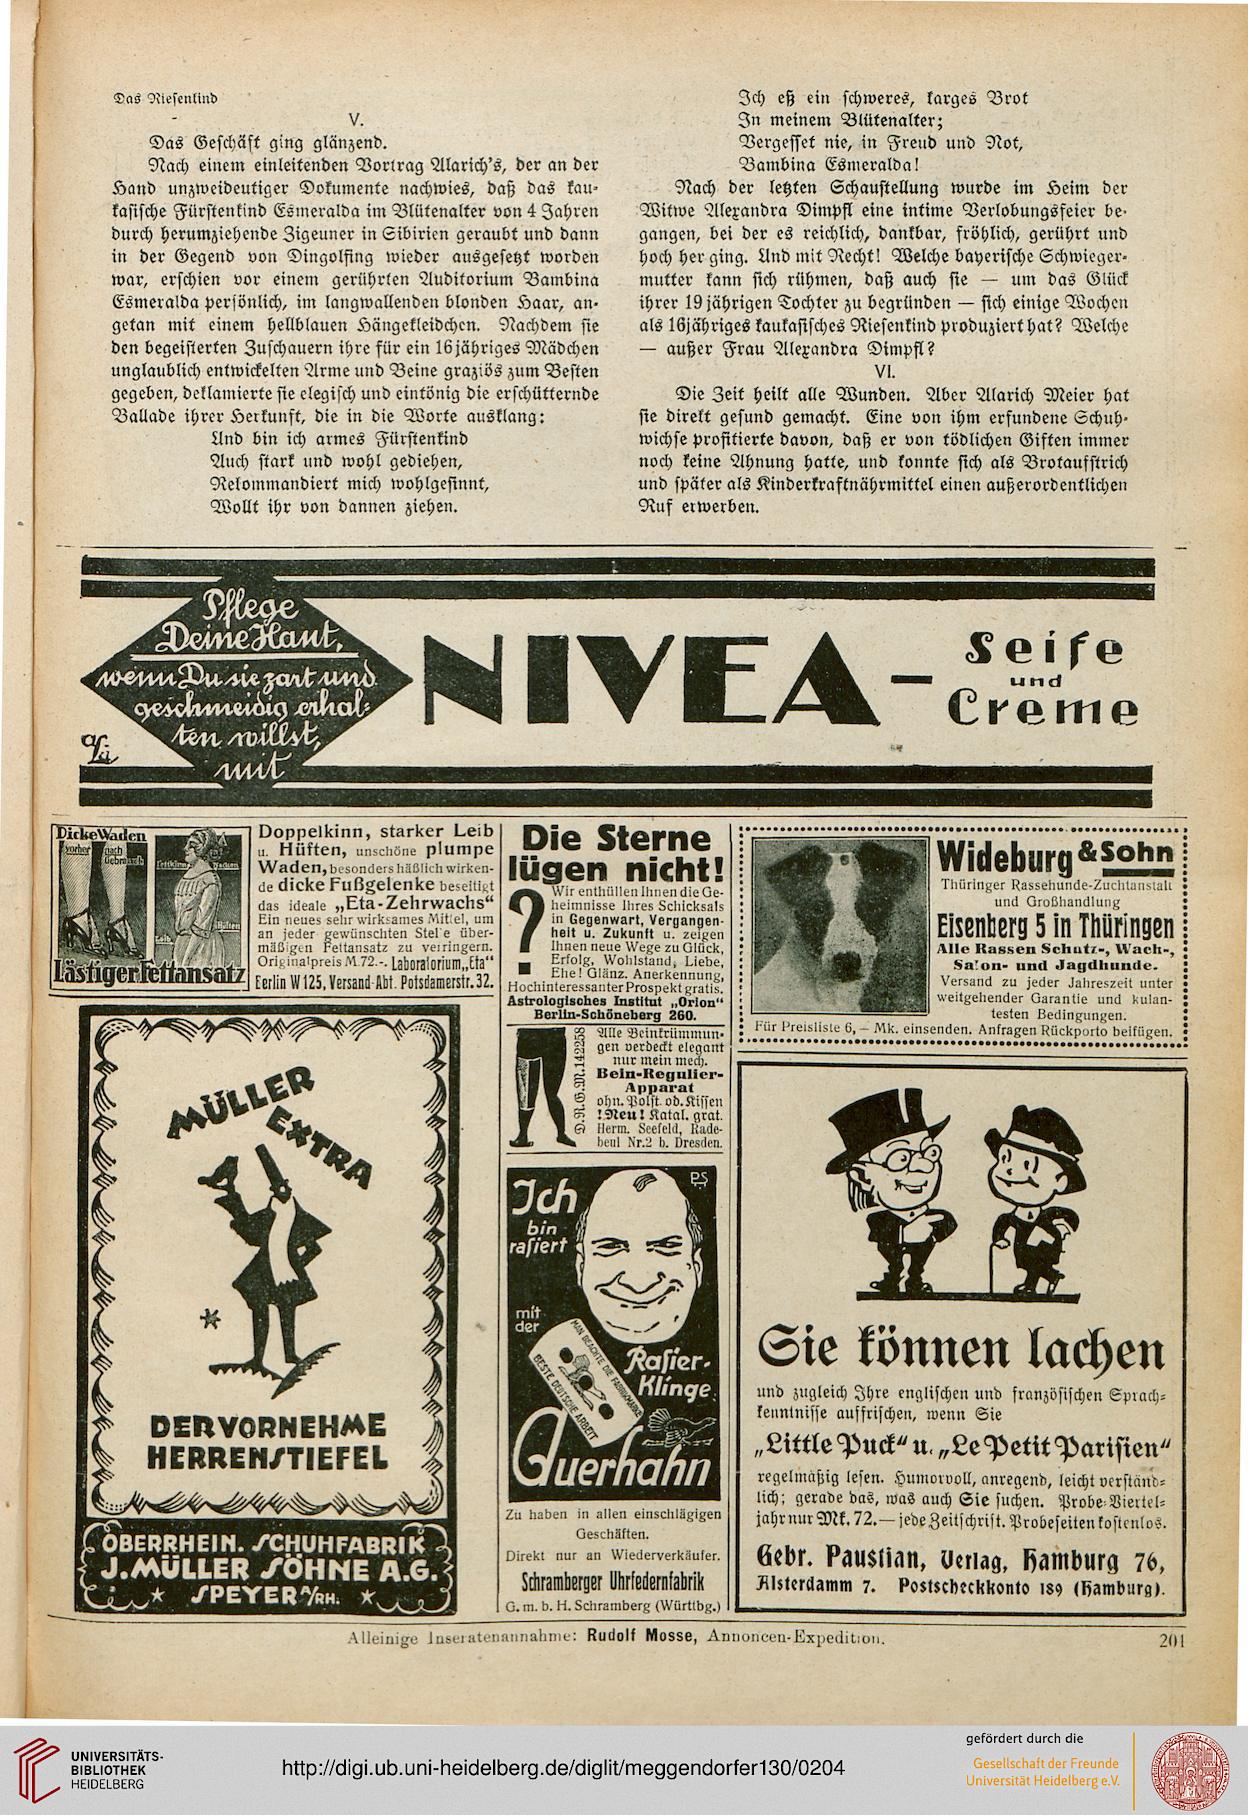 Das Riesenkind
V.
Das Geschäft ging glänzend.
Nach einem einleitenden Vortrag Alarich's, der an der
Hand unzweideutiger Dokumente nachwies, daß das kau-
kasische Fürstenkind Esmeralda im Blütenalter von 4 Jahren
durch herumziehende Zigeuner in Sibirien geraubt und dann
in der Gegend von Dingolfing wieder ausgesetzt worden
war, erschien vor einem gerührten Auditorium Bambina
Esmeralda persönlich, im langwallenden blonden Haar, an-
getan mit einem hellblauen Hängekleidchen. Nachdem sie
den begeisterten Zuschauern ihre für ein 16jähriges Mädchen
unglaublich entwickelten Arme und Beine graziös zum Besten
gegeben, deklamierte sie elegisch und eintönig die erschütternde
Ballade ihrer Herkunft, die in die Worte ausklang:
Und bin ich armes Fürstenkind
Auch stark und wohl gediehen,
Rekommandiert mich wohlgesinnt,
Wollt ihr von dannen ziehen.
Ich eß ein schweres, karges Brot
In meinem Blütenalter;
Vergesset nie, in Freud und Not,
Bambina Esmeralda!
Nach der letzten Schaustellung wurde im Heim der
Witwe Alexandra Dimpfl eine intime Verlobungsfeier be-
gangen, bei der es reichlich, dankbar, fröhlich, gerührt und
hoch her ging. Und mit Recht! Welche bayerische Schwieger-
mutter kann sich rühmen, daß auch sie — um das Glück
ihrer 19jährigen Tochter zu begründen — sich einige Wochen
als 16jähriges kaukasisches Riesenkind produziert hat? Welche
— außer Frau Alexandra Dimpfl?
VI.
Die Zeit heilt alle Wunden. Aber Alarich Meier hat
sie direkt gesund gemacht. Eine von ihm erfundene Schuh-
wichse profitierte davon, daß er von tödlichen Giften immer
noch keine Ahnung hatte, und konnte sich als Brotaufstrich
und später als Kinderkraftnährmittel einen außerordentlichen
Ruf erwerben.
Pflege
Deine Haut,
wenn Du sie zart und
geschmeidig erhal-
ten willst,
mit
NIVEA-
Seife
und
Creme
Dicke Waden
vorher
nach
Gebrauch
Fettkinn
Nacken
Leib
Hüften
Lästiger Fettansatz
Doppelkinn, starker Leib
u. Hüften, unschöne plumpe
Waden, besonders häßlich wirken-
de dicke Fußgelenke beseitigt
das ideale „Eta-Zehrwachs“
Ein neues sehr wirksames Mittel, um
an jeder gewünschten Stelle über-
mäßigen Fettansatz zu verringern.
Originalpreis M. 72.-. Laboratorium „Eta“
Berlin W 125, Versand-Abt. Potsdamerstr. 32.
Die Sterne
lügen nicht!
?
Wir enthüllen Ihnen die Ge-
heimnisse Ihres Schicksals
in Gegenwart, Vergangen-
heit u. Zukunft u. zeigen
Ihnen neue Wege zu Glück,
Erfolg, Wohlstand, Liebe,
Ehe! Glänz. Anerkennung,
Hochinteressanter Prospekt gratis.
Astrologisches Institut „Orion“
Berlin-Schöneberg 260.
Wideburg & Sohn
Thüringer Rassehunde-Zuchtanstalt
und Großhandlung
Eisenberg 5 in Thüringen
Alle Rassen Schutz-, Wach-,
Salon- und Jagdhunde.
Versand zu jeder Jahreszeit unter
weitgehender Garantie und kulan-
testen Bedingungen.
Für Preisliste 6,– Mk. einsenden. Anfragen Rückporto beifügen.
MÜLLER
EXTRA
DER VORNEHME
HERRENSTIEFEL
OBERRHEIN. SCHUHFABRIK
J. MÜLLER SÖHNE A.G.
SPEYER A/RH.
D.R.G.M. 142258
Alle Beinkrümmun-
gen verdeckt elegant
nur mein mech.
Bein-Regulier-
Apparat
ohn. Polst. od. Kissen
!Neu! Katal. grat.
Herm. Seefeld, Rade-
beul Nr.2 b. Dresden.
PS
Ich
bin
rasiert
mit
der
MAN BEACHTE DIE FABRIKMARKE
BESTE DEUTSCHE ARBEIT
Rasier-
Klinge
Auerhahn
Zu haben in allen einschlägigen
Geschäften.
Direkt nur an Wiederverkäufer.
Schramberger Uhrfedernfabrik
G. m. b. H. Schramberg (Württbg.)
Sie können lachen
und zugleich Ihre englischen und französischen Sprach-
kenntnisse auffrischen, wenn Sie
„Little Puck“ u. „Le Petit Parisien“
regelmäßig lesen. Humorvoll, anregend, leicht verständ-
lich; gerade das, was auch Sie suchen. Probe-Viertel-
jahr nur Mk. 72.— jede Zeitschrift. Probeseiten kostenlos.
Gebr. Paustian, Verlag, Hamburg 76,
Alsterdamm 7. Postscheckkonto 189 (Hamburg).
Alleinige Inseratenannahme: Rudolf Mosse, Annoncen-Expedition.
201
UNIVERSITÄTS-
BIBLIOTHEK
HEIDELBERG
http://digi.ub.uni-heidelberg.de/diglit/meggendorfer130/0204
gefördert durch die
Gesellschaft der Freunde
Universität Heidelberg e.V.